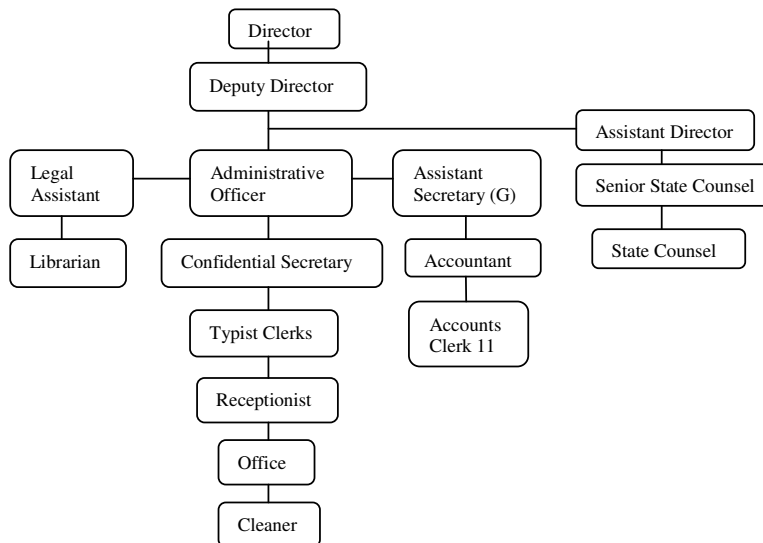 Director
Deputy Director
Assistant Director
Legal
Assistant
Administrative
Officer
Assistant
Secretary (G)
Senior State Counsel
Librarian
Confidential Secretary
Accountant
State Counsel
Typist Clerks
Accounts
Clerk 11
Receptionist
Office
Cleaner